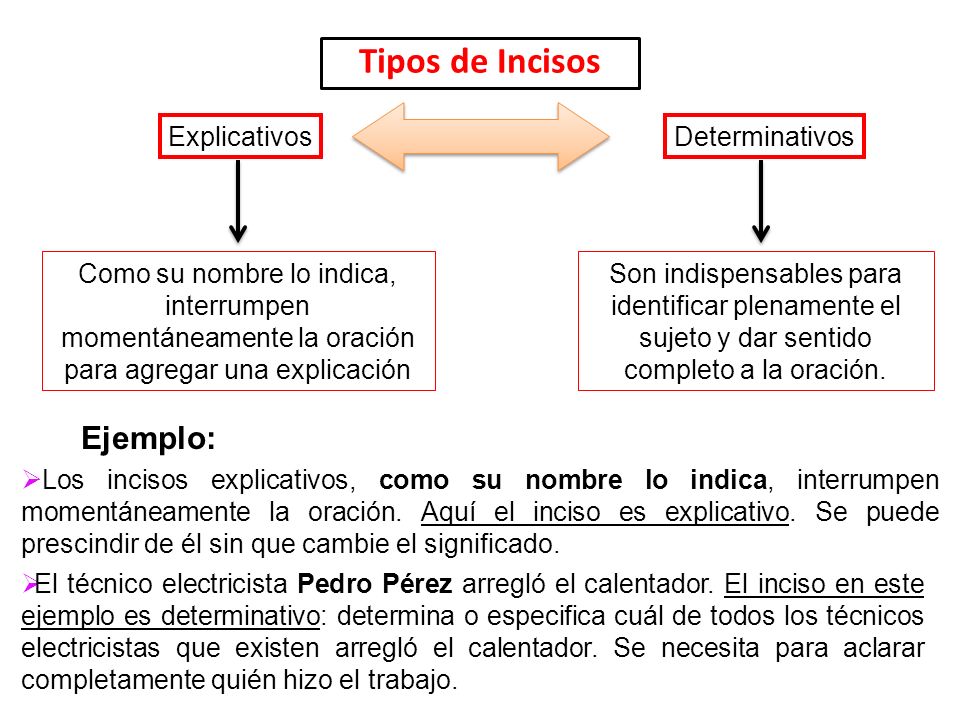 Tipos de Incisos
Explicativos
Determinativos
Como su nombre lo indica,
interrumpen
momentáneamente la oración
para agregar una explicación
Son indispensables para
identificar plenamente el
sujeto y dar sentido
completo a la oración.
Ejemplo:
Los incisos explicativos, como su nombre lo indica, interrumpen
momentáneamente la oración. Aquí el inciso es explicativo. Se puede
prescindir de él sin que cambie el significado.
El técnico electricista Pedro Pérez arregló el calentador. El inciso en este
ejemplo es determinativo: determina o especifica cuál de todos los técnicos
electricistas que existen arregló el calentador. Se necesita para aclarar
completamente quién hizo el trabajo.